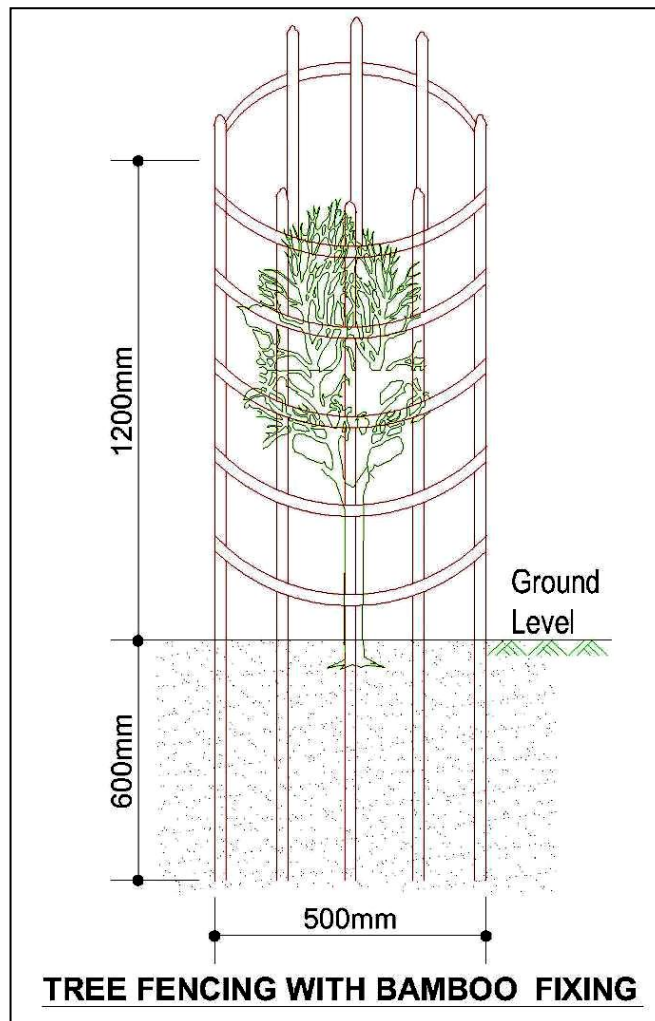 1200mm
Ground
Level
600mm
500mm
TREE FENCING WITH BAMBOO FIXING